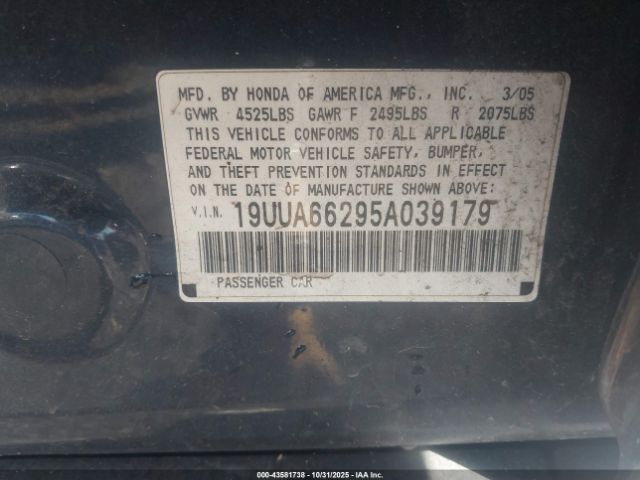 MFD. BY HONDA OF AMERICA MFG., INC. 3/05
GVWR 4525LBS GAWR F 2495LBS R 2075LBS
THIS VEHICLE CONFORMS TO ALL APPLICABLE
FEDERAL MOTOR VEHICLE SAFETY, BUMPER,
AND THEFT PREVENTION STANDARDS IN EFFECT
ON THE DATE OF MANUFACTURE SHOWN ABOVE:
V.I.N. 19UUA66295A039179
PASSENGER CAR
000-43581738 - 10/31/2025 - IAA Inc.